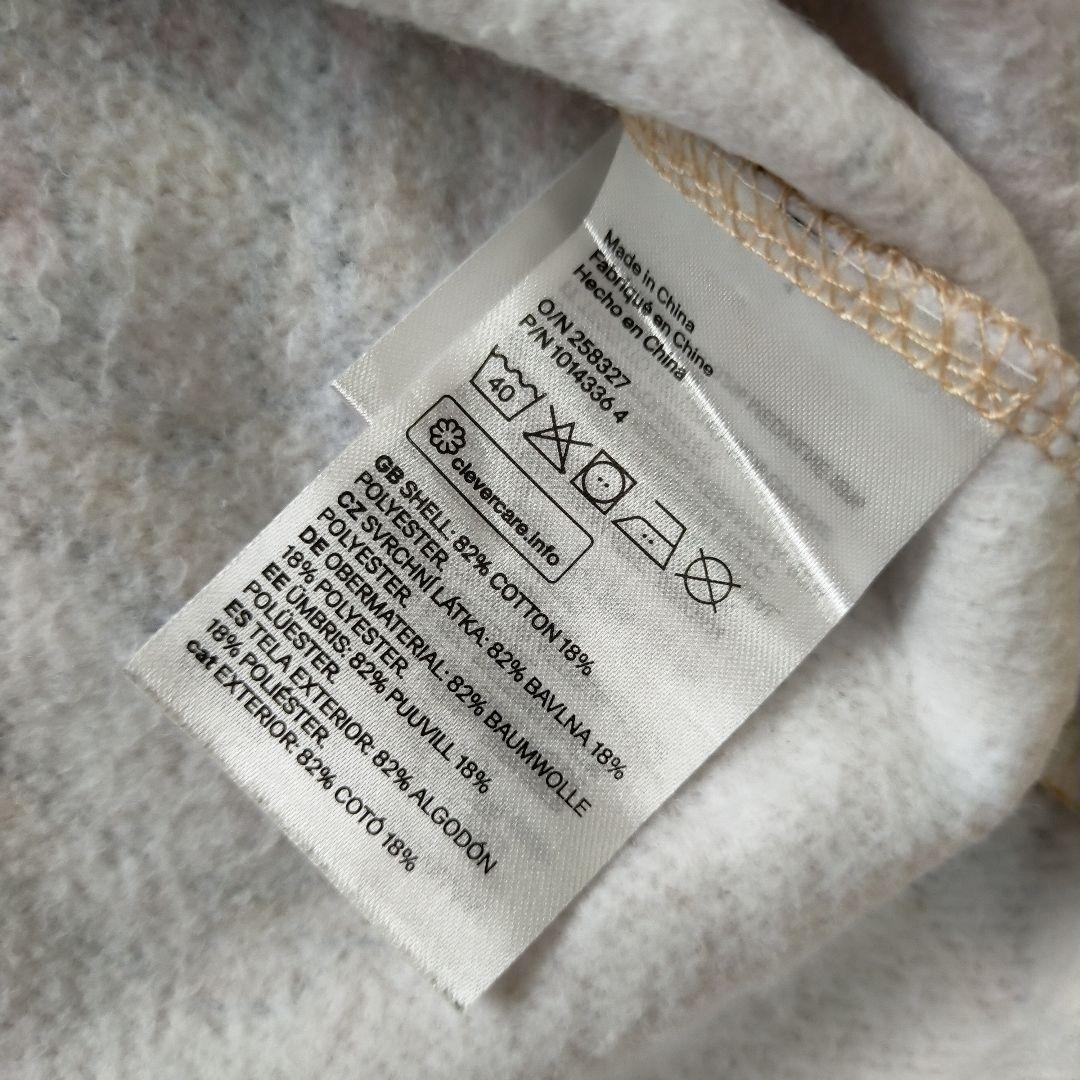 Made in China
Fabriqué en Chine
Hecho en China
O/N 258327
P/N 1014336 4
40
clevercare.info
GB SHELL: 82% COTTON 18%
POLYESTER.
CZ SVRCHNÍ LÁTKA: 82% BAVLNA 18%
POLYESTER.
DE OBERMATERIAL: 82% BAUMWOLLE
18% POLYESTER.
EE ÜMBRIS: 82% PUUVILL 18%
POLÜESTER.
ES TELA EXTERIOR: 82% ALGODÓN
18% POLIÉSTER.
cat EXTERIOR: 82% COTÓ 18%